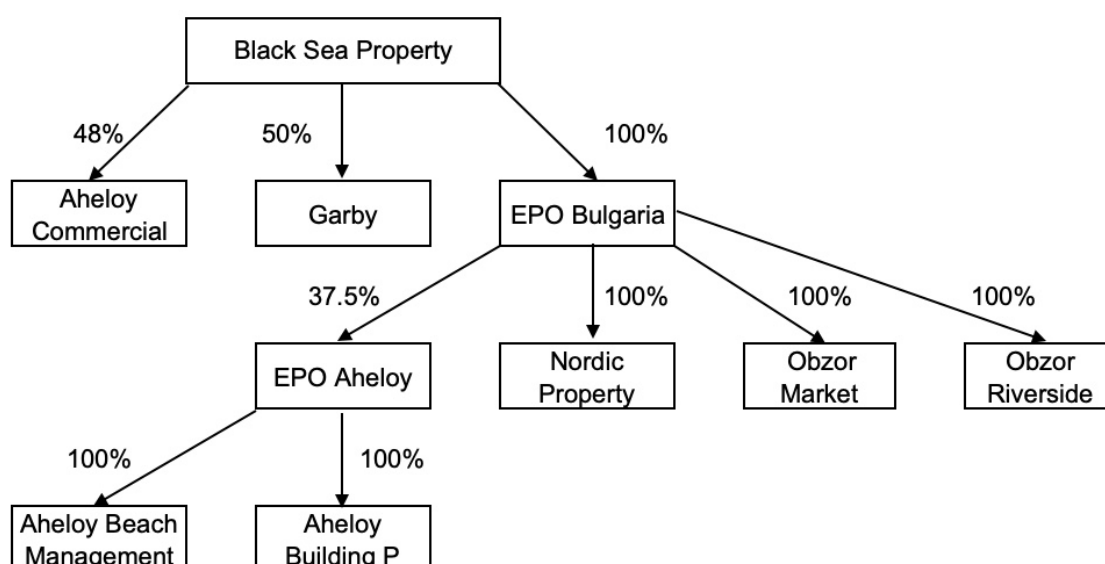 Black Sea Property
48%
50%
100%
Aheloy
Commercial
Garby
EPO Bulgaria
37.5%
100%
100%
100%
EPO Aheloy
Nordic
Property
Obzor
Market
Obzor
Riverside
100%
100%
Aheloy Beach
Management
Aheloy
Building P